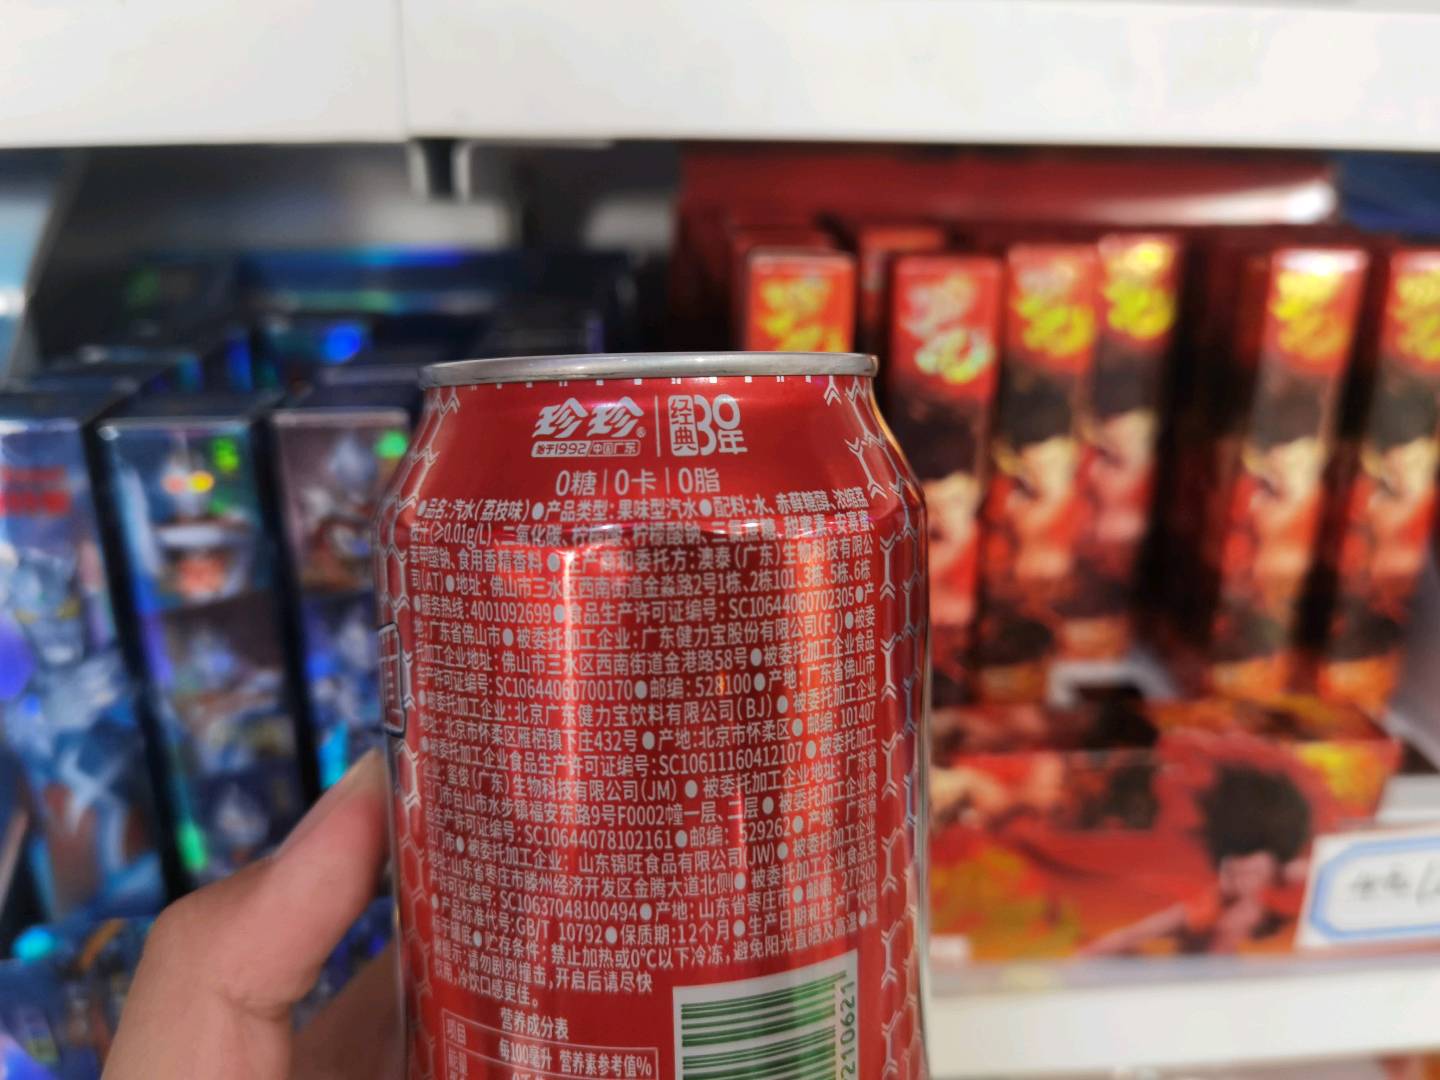 珍珍® 经典30年
始于1992 中国广东
0糖|0卡|0脂
●品名:汽水(荔枝味)●产品类型:果味型汽水●配料:水、赤藓糖醇、浓缩荔
枝汁(≥0.01g/L)、二氧化碳、柠檬酸钠、甜蜜素、安赛蜜、
苯甲酸钠、食用香精香料●生产商和委托方:澳泰(广东)生物科技有限公
司(AT)●地址:佛山市三水区西南街道金淼路2号1栋、2栋101、3栋、5栋、6栋
●服务热线:4001092699●食品生产许可证编号:SC10644060702305●产
地:广东省佛山市●被委托加工企业:广东健力宝股份有限公司(FJ)●被委
托加工企业地址:佛山市三水区西南街道金港路58号●被委托加工企业食品
生产许可证编号:SC10644060700170●邮编:528100●产地:广东省佛山市
●被委托加工企业:北京广东健力宝饮料有限公司(BJ)●被委托加工企业
地址:北京市怀柔区雁栖镇下庄432号●产地:北京市怀柔区●邮编:101407
●被委托加工企业食品生产许可证编号:SC10611160412107●被委托加工
企业:玺俊(广东)生物科技有限公司(JM)●被委托加工企业地址:广东省
江门市台山市水步镇福安东路9号F0002幢一层、二层●被委托加工企业食
品生产许可证编号:SC10644078102161●邮编:529262●产地:广东省
江门市●被委托加工企业:山东锦旺食品有限公司(JW)●被委托加工企业
地址:山东省枣庄市滕州经济开发区金腾大道北侧●被委托加工企业食品生
产许可证编号:SC10637048100494●产地:山东省枣庄市●邮编:277500
●产品标准代号:GB/T 10792●保质期:12个月●生产日期和生产厂代码
标于罐底●贮存条件:禁止加热或0℃以下冷冻,避免阳光直晒及高温●温
馨提示:请勿剧烈撞击,开启后请尽快
饮用,冷饮口感更佳。
营养成分表
项目 每100毫升 营养素参考值%
能量
210621